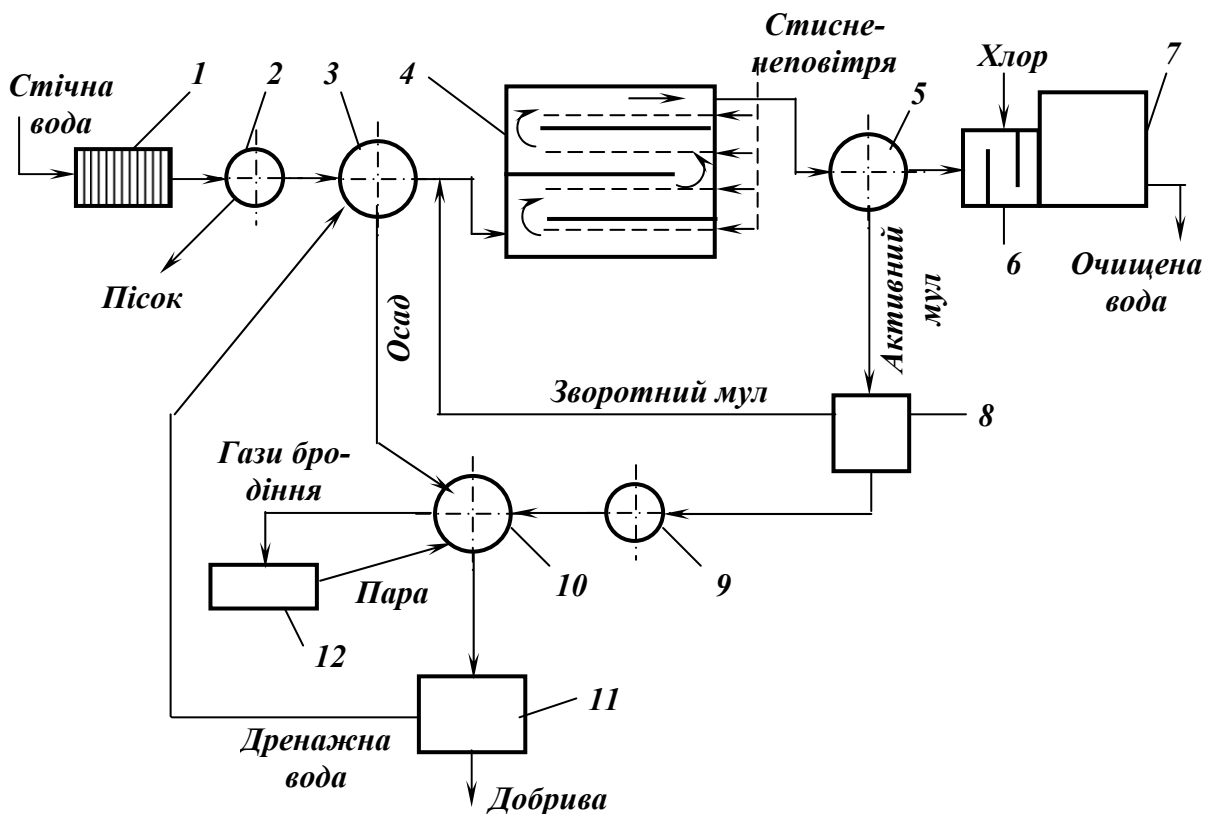 Стисне-
неповітря
Стічна
вода
1
2
3
4
5
Хлор
7
6
Пісок
Очищена
вода
Осад
Активний
мул
Зворотний мул
8
Гази бро-
діння
10
9
Пара
12
11
Дренажна
вода
Добрива